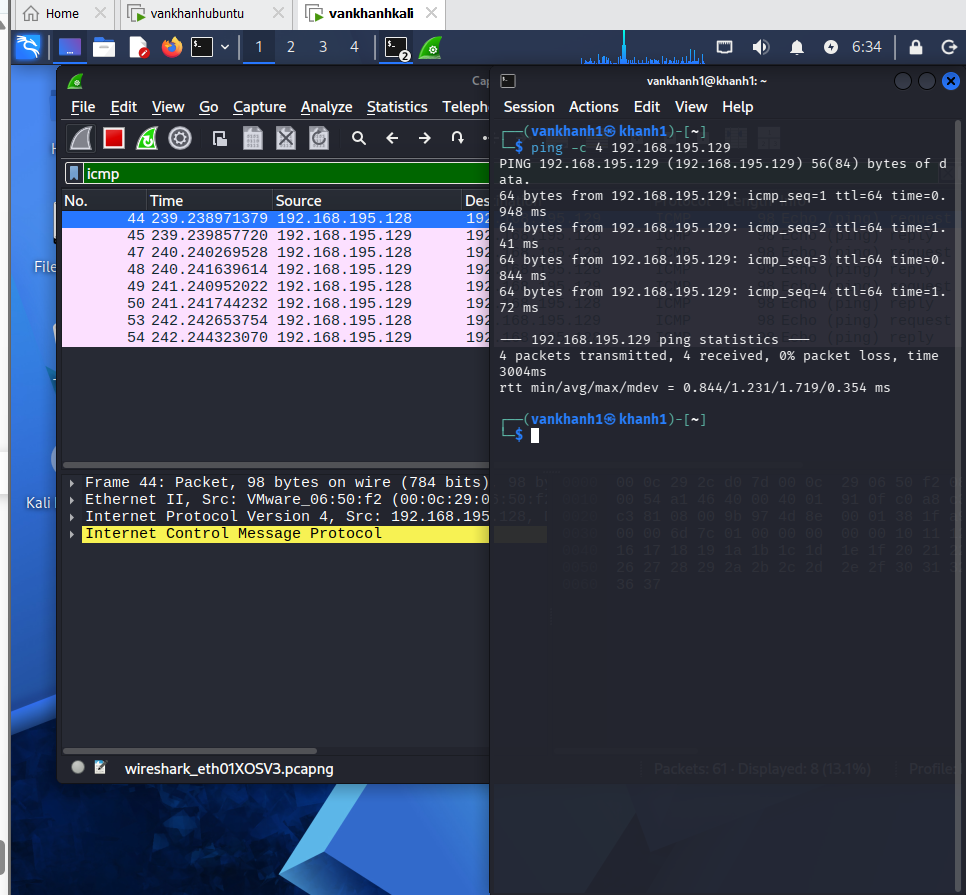 Home
vankhanhubuntu
vankhanhkali
1 2 3 4
2
6:34
Cap
File Edit View Go Capture Analyze Statistics Teleph
icmp
No. Time Source Des
44 239.238971379 192.168.195.128 192
45 239.239857720 192.168.195.129 192
47 240.240269528 192.168.195.128 192
48 240.241639614 192.168.195.129 192
49 241.240952022 192.168.195.128 192
50 241.241744232 192.168.195.129 192
53 242.242653754 192.168.195.128 192
54 242.244323070 192.168.195.129 192
Frame 44: Packet, 98 bytes on wire (784 bits)
Ethernet II, Src: VMware_06:50:f2 (00:0c:29:0
Internet Protocol Version 4, Src: 192.168.195
Internet Control Message Protocol
wireshark_eth01XOSV3.pcapng
Packets: 61 · Displayed: 8 (13.1%)
Profile
File
Kali
vankhanh1@khanh1: ~
Session Actions Edit View Help
┌──(vankhanh1㉿khanh1)-[~]
└─$ ping -c 4 192.168.195.129
PING 192.168.195.129 (192.168.195.129) 56(84) bytes of d
ata.
64 bytes from 192.168.195.129: icmp_seq=1 ttl=64 time=0.
948 ms
64 bytes from 192.168.195.129: icmp_seq=2 ttl=64 time=1.
41 ms
64 bytes from 192.168.195.129: icmp_seq=3 ttl=64 time=0.
844 ms
64 bytes from 192.168.195.129: icmp_seq=4 ttl=64 time=1.
72 ms
--- 192.168.195.129 ping statistics ---
4 packets transmitted, 4 received, 0% packet loss, time
3004ms
rtt min/avg/max/mdev = 0.844/1.231/1.719/0.354 ms
┌──(vankhanh1㉿khanh1)-[~]
└─$